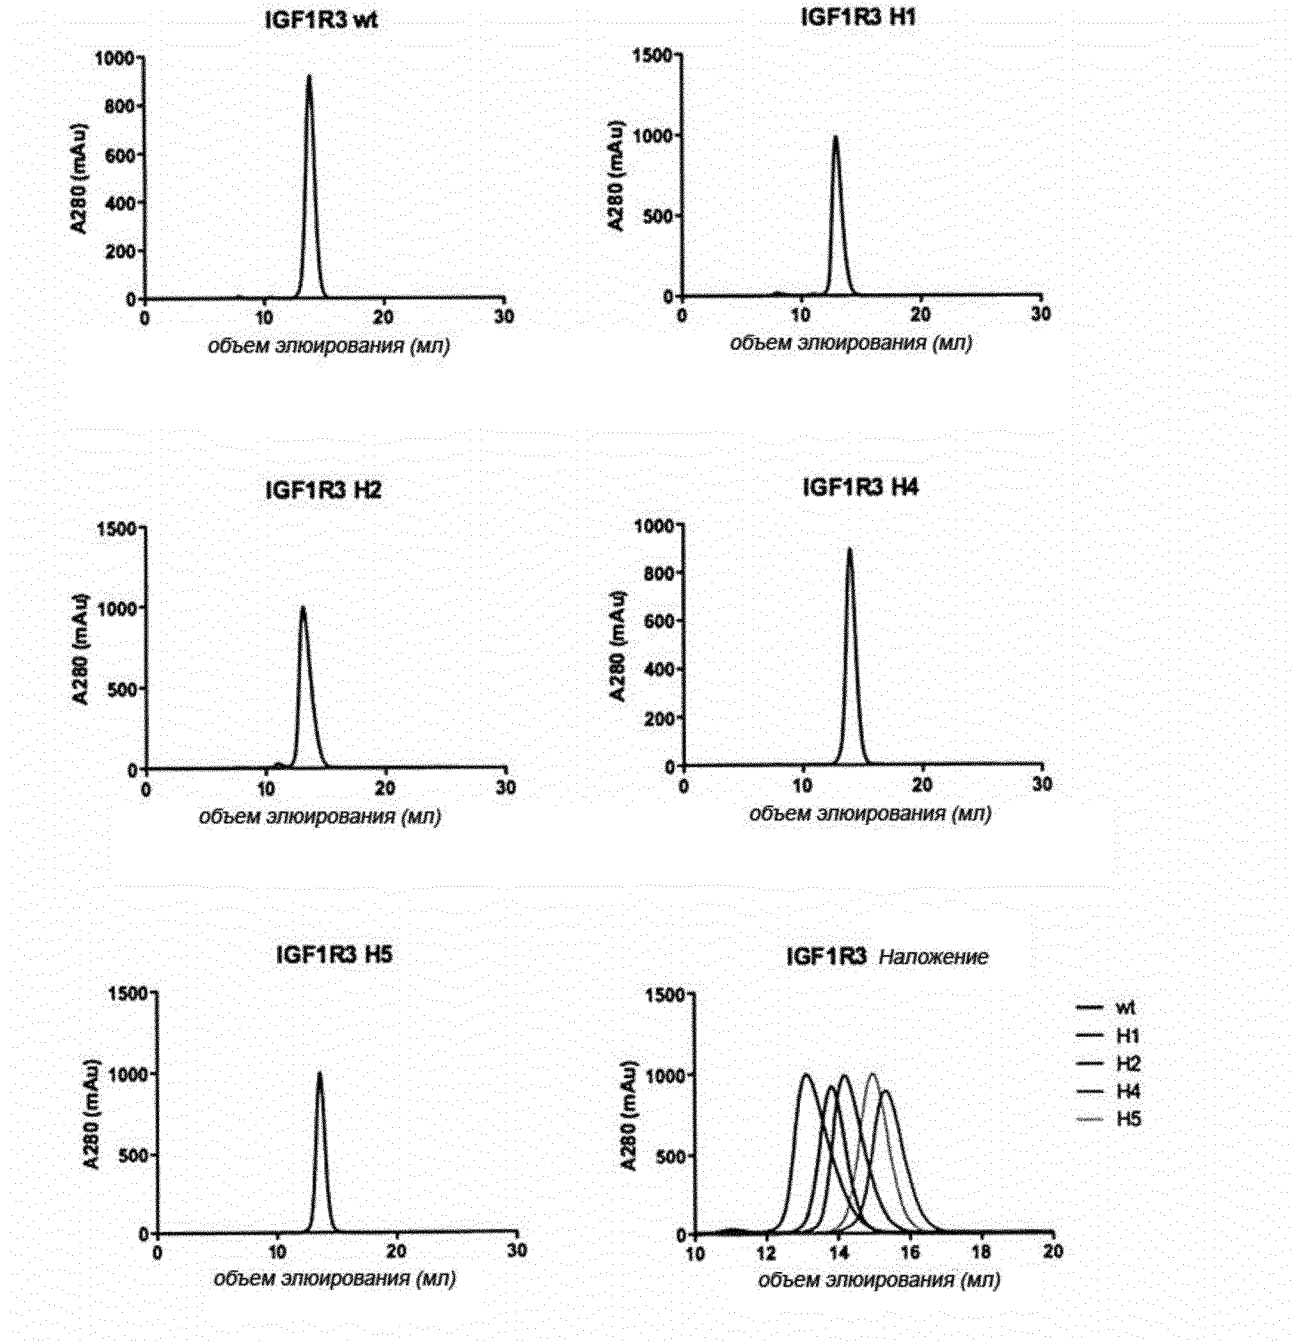 IGF1R3 wt
1000
800
600
400
200
0
A280 (mAu)
0 10 20 30
объем элюирования (мл)
IGF1R3 H1
1500
1000
500
0
A280 (mAu)
0 10 20 30
объем элюирования (мл)
IGF1R3 H2
1500
1000
500
0
A280 (mAu)
0 10 20 30
объем элюирования (мл)
IGF1R3 H4
1000
800
600
400
200
0
A280 (mAu)
0 10 20 30
объем элюирования (мл)
IGF1R3 H5
1500
1000
500
0
A280 (mAu)
0 10 20 30
объем элюирования (мл)
IGF1R3 Наложение
1500
1000
500
0
A280 (mAu)
10 12 14 16 18 20
объем элюирования (мл)
wt
H1
H2
H4
H5